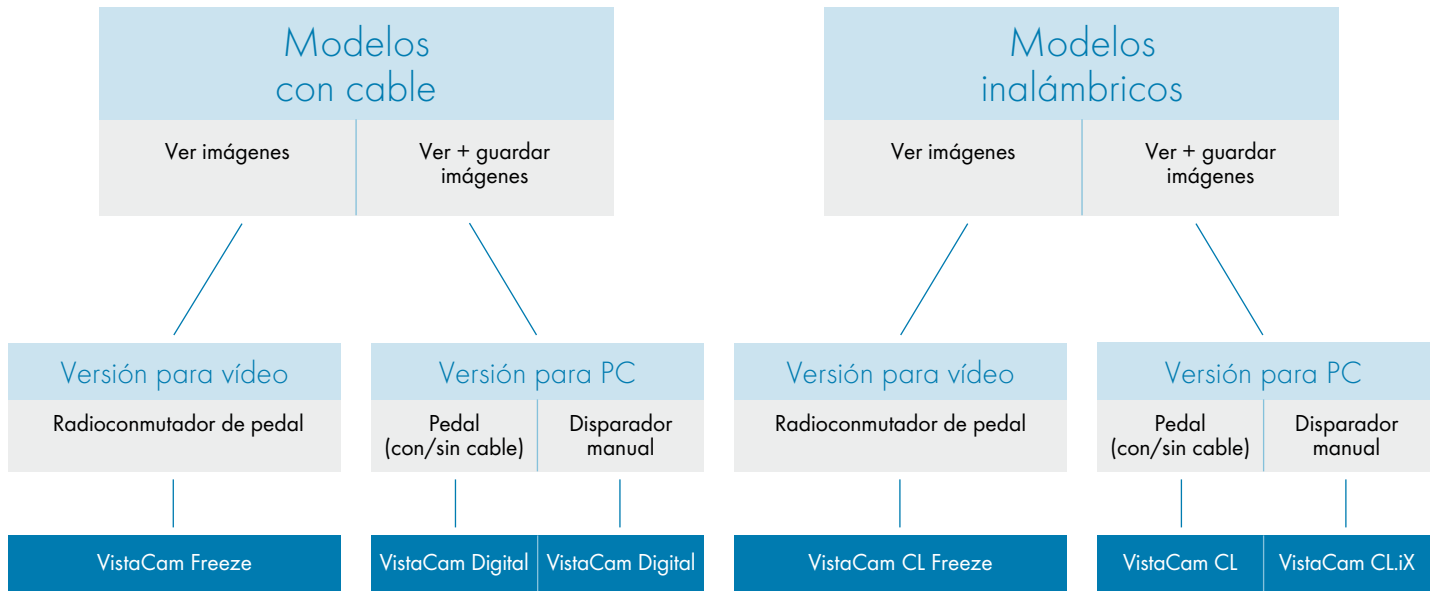 Modelos
con cable
Ver imágenes
Ver + guardar
imágenes
Versión para vídeo
Radioconmutador de pedal
VistaCam Freeze
Versión para PC
Pedal
(con/sin cable)
Disparador
manual
VistaCam Digital
VistaCam Digital
Modelos
inalámbricos
Ver imágenes
Ver + guardar
imágenes
Versión para vídeo
Radioconmutador de pedal
VistaCam CL Freeze
Versión para PC
Pedal
(con/sin cable)
Disparador
manual
VistaCam CL
VistaCam CL.iX